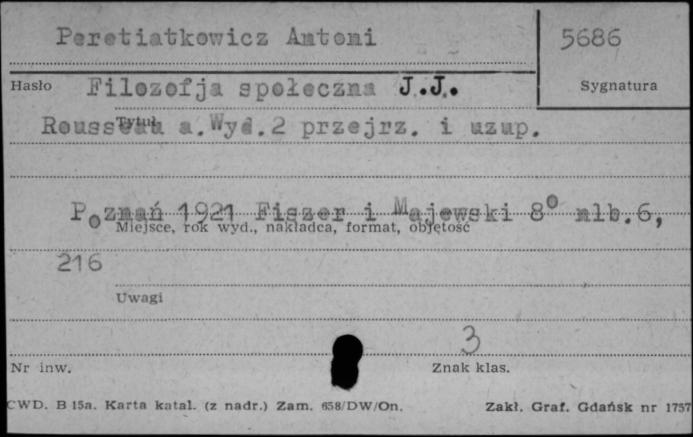 Peretiatkowicz Antoni
5686
Hasło
Filozofja społeczna J.J.
Sygnatura
Tytuł
Rousseau a. Wyd.2 przejrz. i uzup.
Poznań 1921 Fiszer i Majewski 8⁰ nlb.6,
Miejsce, rok wyd., nakładca, format, objętość
216
Uwagi
3
Nr inw.
Znak klas.
CWD. B 15a. Karta katal. (z nadr.) Zam. 658/DW/On.
Zakł. Graf. Gdańsk nr 1757